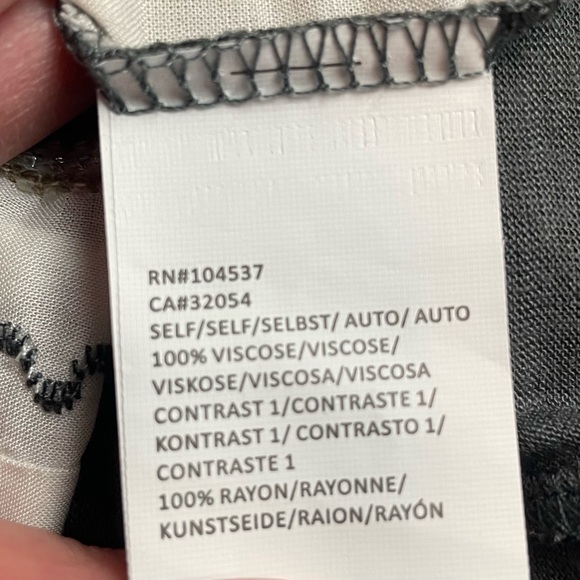 RN#104537
CA#32054
SELF/SELF/SELBST/ AUTO/ AUTO
100% VISCOSE/VISCOSE/
VISKOSE/VISCOSA/VISCOSA
CONTRAST 1/CONTRASTE 1/
KONTRAST 1/ CONTRASTO 1/
CONTRASTE 1
100% RAYON/RAYONNE/
KUNSTSEIDE/RAION/RAYÓN